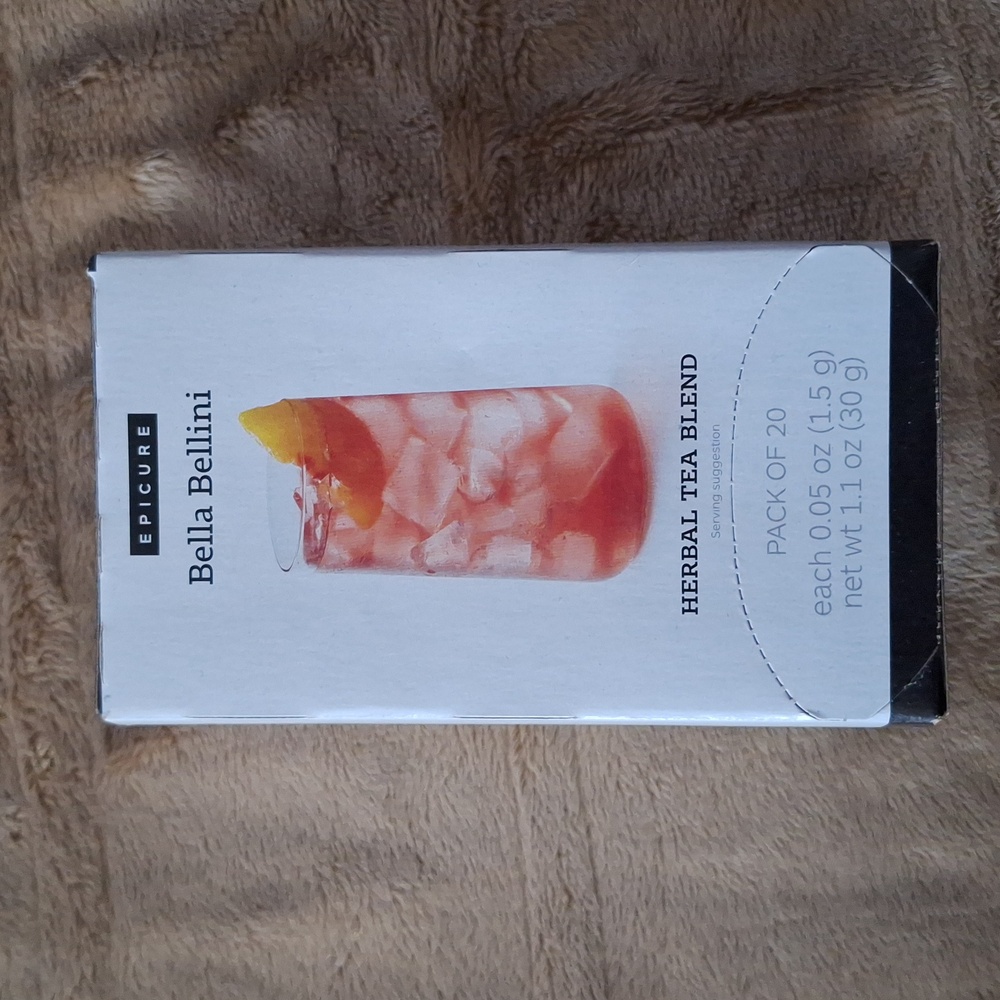 EPICURE
Bella Bellini
HERBAL TEA BLEND
Serving suggestion
PACK OF 20
each 0.05 oz (1.5 g)
net wt 1.1 oz (30 g)